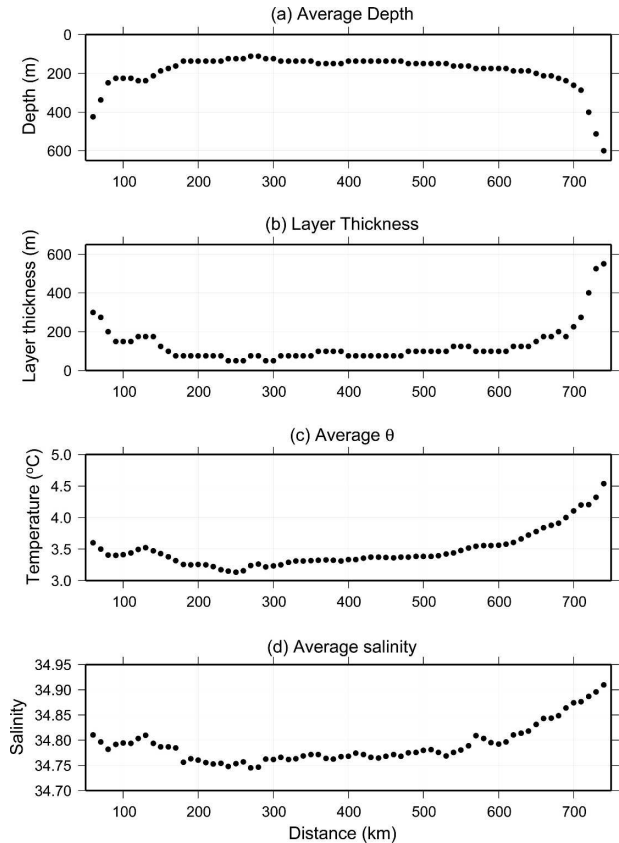 (a) Average Depth
0
200
400
600
Depth (m)
100 200 300 400 500 600 700
(b) Layer Thickness
600
400
200
0
Layer thickness (m)
100 200 300 400 500 600 700
(c) Average θ
5.0
4.5
4.0
3.5
3.0
Temperature (ºC)
100 200 300 400 500 600 700
(d) Average salinity
34.95
34.90
34.85
34.80
34.75
34.70
Salinity
100 200 300 400 500 600 700
Distance (km)